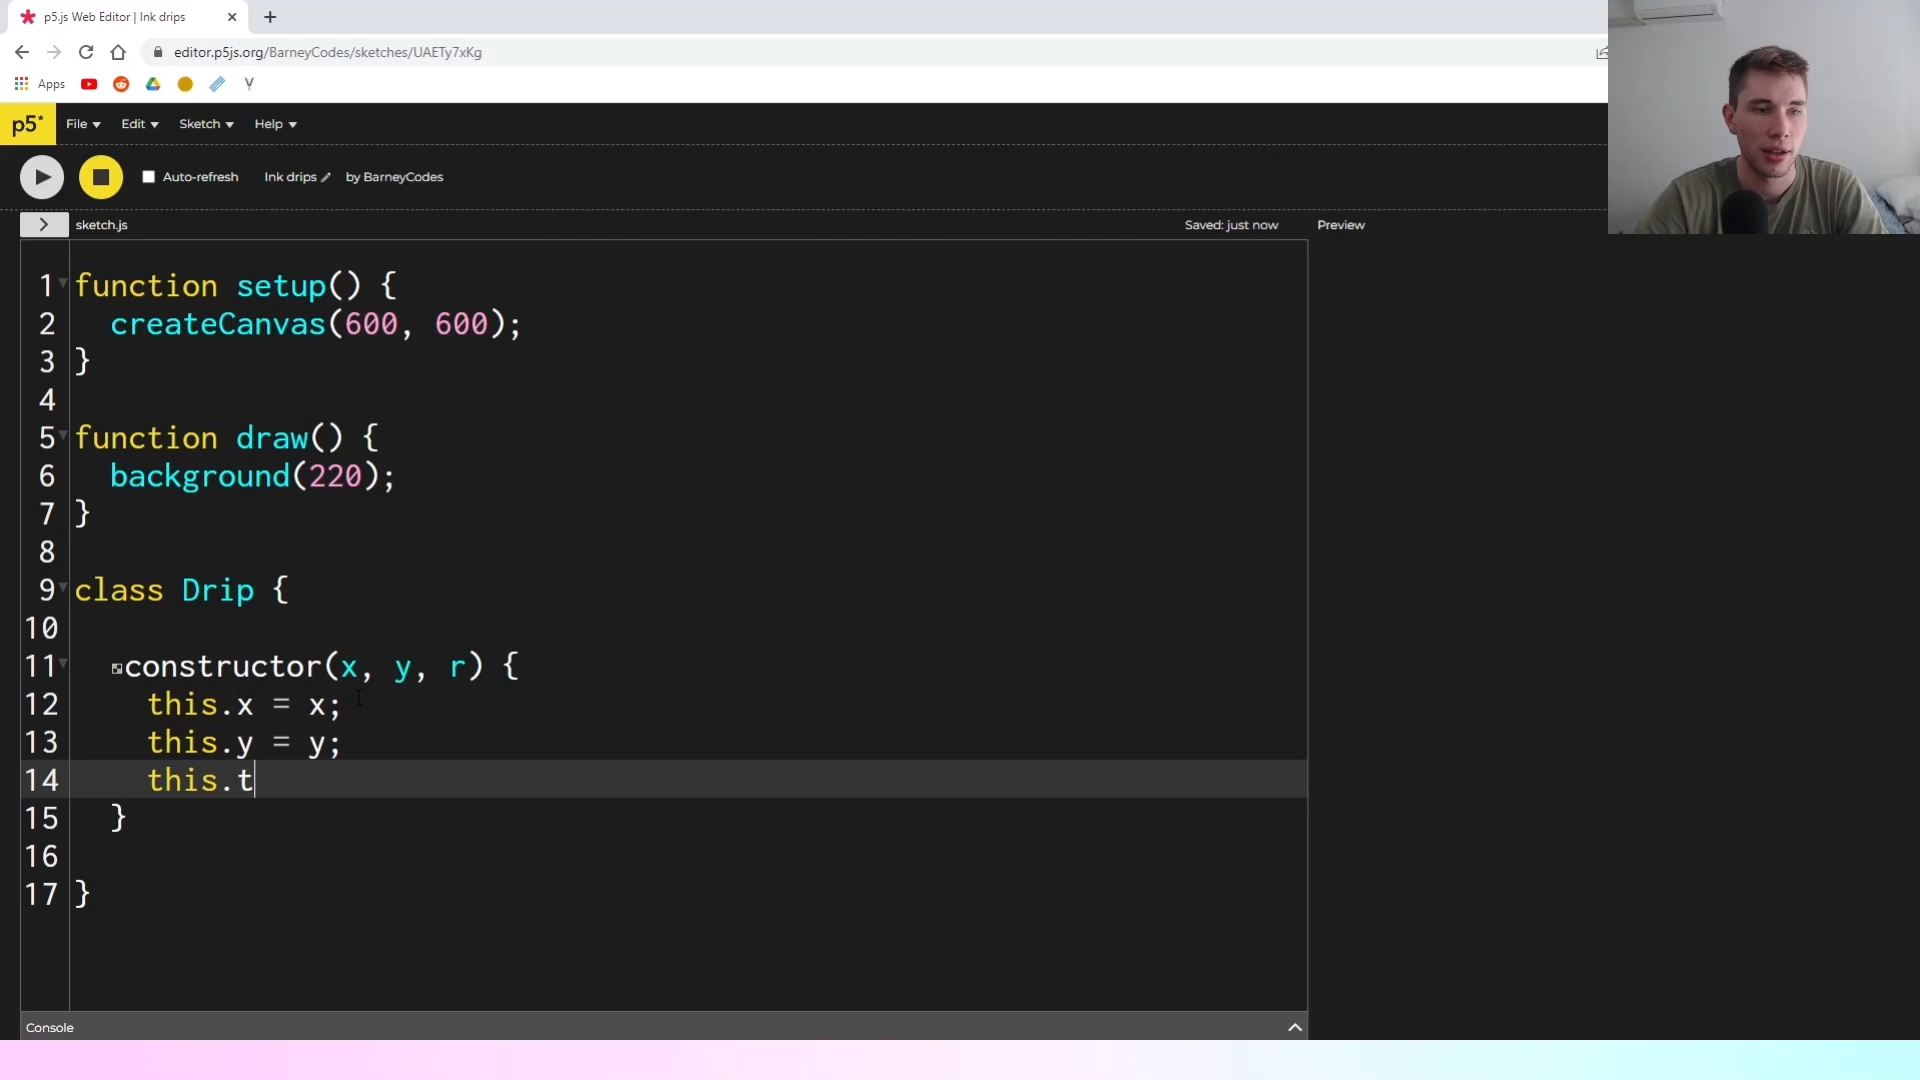 p5.js Web Editor | Ink drips
editor.p5js.org/BarneyCodes/sketches/UAETy7xKg
Apps
p5* File Edit Sketch Help
Auto-refresh Ink drips by BarneyCodes
sketch.js Saved: just now Preview
1 function setup() {
2 createCanvas(600, 600);
3 }
4
5 function draw() {
6 background(220);
7 }
8
9 class Drip {
10
11 constructor(x, y, r) {
12 this.x = x;
13 this.y = y;
14 this.t
15 }
16
17 }
Console